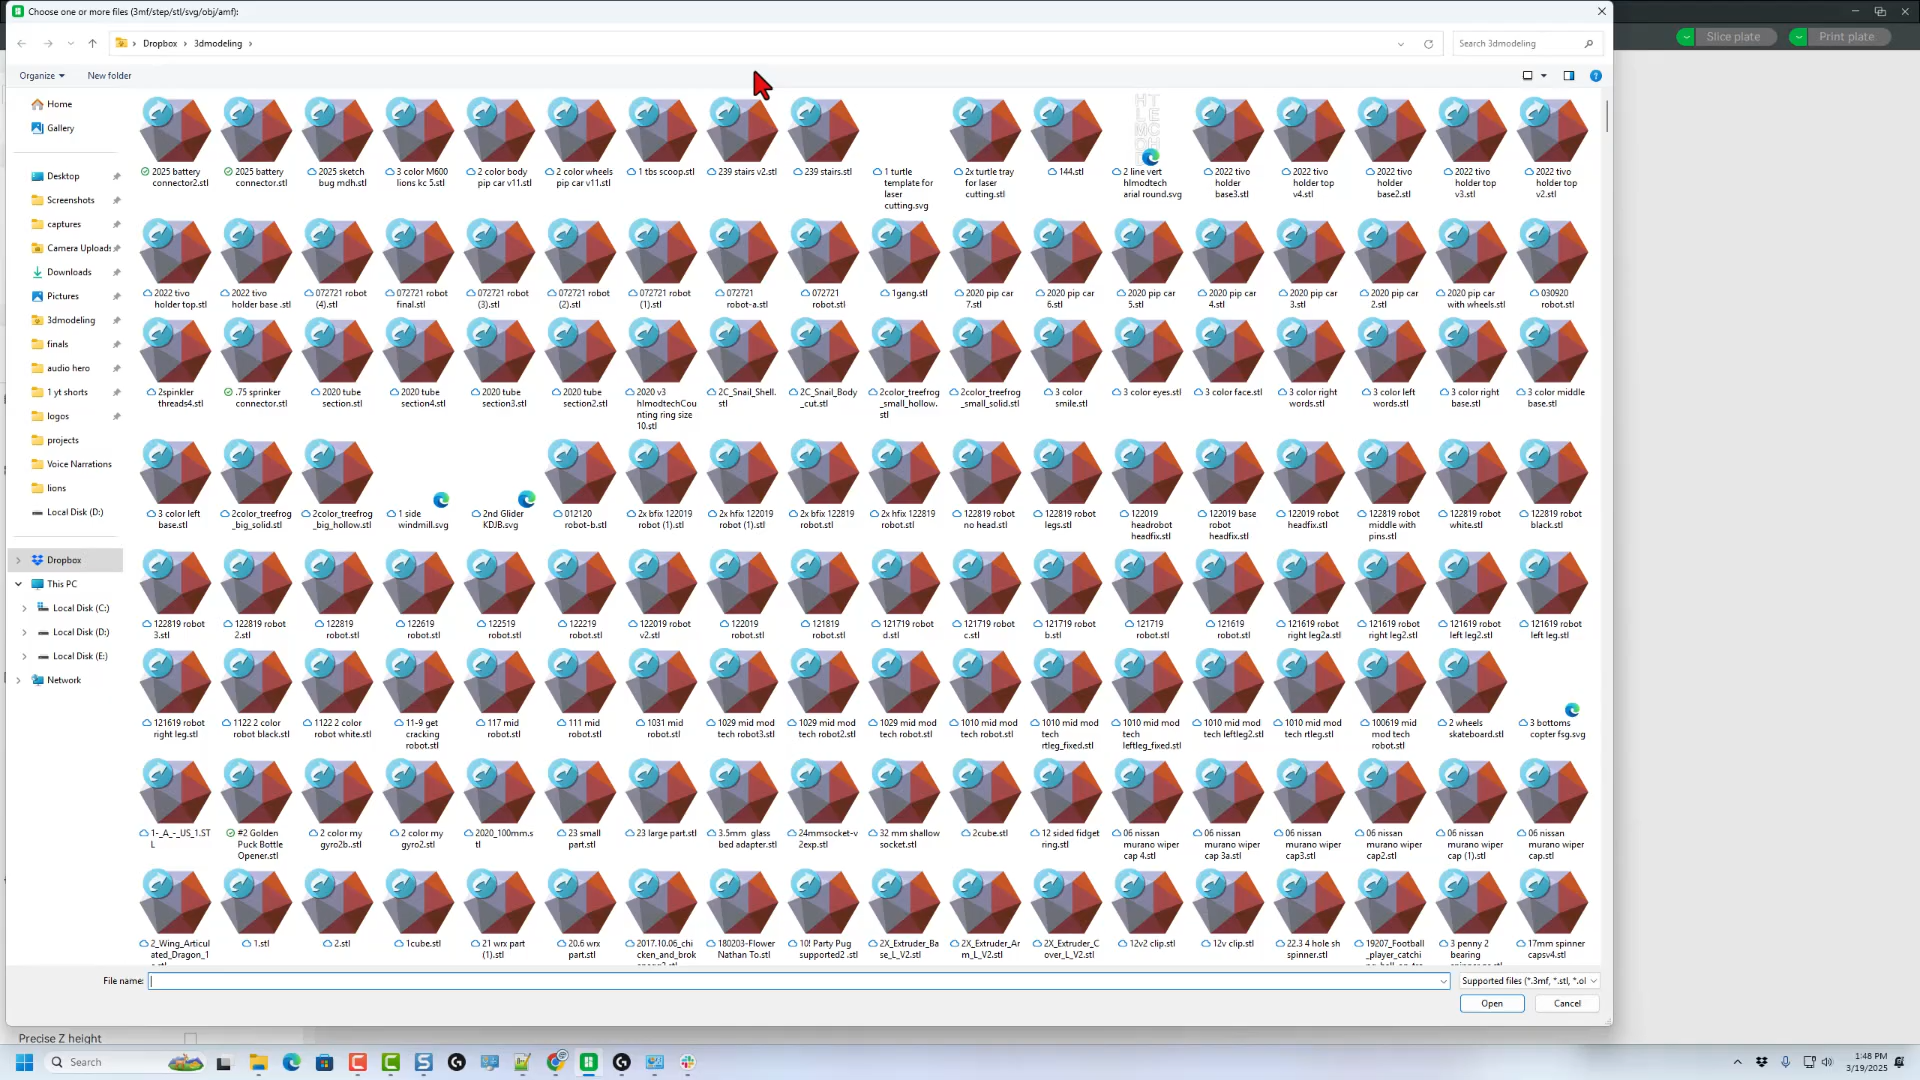 Choose one or more files (3mf/step/stl/svg/obj/amf):
Slice plate
Print plate
Dropbox
3dmodeling
Search 3dmodeling
Organize
New folder
Home
Gallery
Desktop
Screenshots
captures
Camera Uploads
Downloads
Pictures
3dmodeling
finals
audio hero
1 yt shorts
logos
projects
Voice Narrations
lions
Local Disk (D:)
Dropbox
This PC
Local Disk (C:)
Local Disk (D:)
Local Disk (E:)
Network
2025 battery connector2.stl
2025 battery connector.stl
2025 sketch bug mdh.stl
3 color M600 lions kc 5.stl
2 color body pip car v11.stl
2 color wheels pip car v11.stl
1 tbs scoop.stl
239 stairs v2.stl
239 stairs.stl
1 turtle template for laser cutting.svg
2x turtle tray for laser cutting.stl
144.stl
2 line vert hlmodtech arial round.svg
2022 tivo holder base3.stl
2022 tivo holder top v4.stl
2022 tivo holder base2.stl
2022 tivo holder top v3.stl
2022 tivo holder top v2.stl
2022 tivo holder top.stl
2022 tivo holder base .stl
072721 robot (4).stl
072721 robot final.stl
072721 robot (3).stl
072721 robot (2).stl
072721 robot (1).stl
072721 robot-a.stl
072721 robot.stl
1gang.stl
2020 pip car 7.stl
2020 pip car 6.stl
2020 pip car 5.stl
2020 pip car 4.stl
2020 pip car 3.stl
2020 pip car 2.stl
2020 pip car with wheels.stl
030920 robot.stl
2spinkler threads4.stl
.75 sprinker connector.stl
2020 tube section.stl
2020 tube section4.stl
2020 tube section3.stl
2020 tube section2.stl
2020 v3 hlmodtechCounting ring size 10.stl
2C_Snail_Shell.stl
2C_Snail_Body_cut.stl
2color_treefrog_small_hollow.stl
2color_treefrog_small_solid.stl
3 color smile.stl
3 color eyes.stl
3 color face.stl
3 color right words.stl
3 color left words.stl
3 color right base.stl
3 color middle base.stl
3 color left base.stl
2color_treefrog_big_solid.stl
2color_treefrog_big_hollow.stl
1 side windmill.svg
2nd Glider KDJB.svg
012120 robot-b.stl
2x bfix 122019 robot (1).stl
2x hfix 122019 robot (1).stl
2x bfix 122819 robot.stl
2x hfix 122819 robot.stl
122819 robot no head.stl
122819 robot legs.stl
122019 headrobot headfix.stl
122019 base robot headfix.stl
122019 robot headfix.stl
122819 robot middle with pins.stl
122819 robot white.stl
122819 robot black.stl
122819 robot 3.stl
122819 robot 2.stl
122819 robot.stl
122619 robot.stl
122519 robot.stl
122219 robot.stl
122019 robot v2.stl
122019 robot.stl
121819 robot.stl
121719 robot d.stl
121719 robot c.stl
121719 robot b.stl
121719 robot.stl
121619 robot.stl
121619 robot right leg2a.stl
121619 robot right leg2.stl
121619 robot left leg2.stl
121619 robot left leg.stl
121619 robot right leg.stl
1122 2 color robot black.stl
1122 2 color robot white.stl
11-9 get cracking robot.stl
117 mid robot.stl
111 mid robot.stl
1031 mid robot.stl
1029 mid mod tech robot3.stl
1029 mid mod tech robot2.stl
1029 mid mod tech robot.stl
1010 mid mod tech robot.stl
1010 mid mod tech rtleg_fixed.stl
1010 mid mod tech leftleg_fixed.stl
1010 mid mod tech leftleg2.stl
1010 mid mod tech rtleg.stl
100619 mid mod tech robot.stl
2 wheels skateboard.stl
3 bottoms copter fsg.svg
1-_A_-_US_1.STL
#2 Golden Puck Bottle Opener.stl
2 color my gyro2b..stl
2 color my gyro2.stl
2020_100mm.stl
23 small part.stl
23 large part.stl
3.5mm glass bed adapter.stl
24mmsocket-v2exp.stl
32 mm shallow socket.stl
2cube.stl
12 sided fidget ring.stl
06 nissan murano wiper cap 4.stl
06 nissan murano wiper cap 3a.stl
06 nissan murano wiper cap3.stl
06 nissan murano wiper cap2.stl
06 nissan murano wiper cap (1).stl
06 nissan murano wiper cap.stl
2_Wing_Articulated_Dragon_1
1.stl
2.stl
1cube.stl
21 wrx part (1).stl
20.6 wrx part.stl
2017.10.06_chicken_and_brok
180203-Flower Nathan To.stl
10! Party Pug supported2 .stl
2X_Extruder_Base_L_V2.stl
2X_Extruder_Arm_L_V2.stl
2X_Extruder_Cover_L_V2.stl
12v2 clip.stl
12v clip.stl
22.3 4 hole sh spinner.stl
19207_Football_player_catchi
3 penny 2 bearing
17mm spinner capsv4.stl
File name:
Supported files (*.3mf, *.stl, *.ol
Open
Cancel
Precise Z height
Search
1:48 PM
3/19/2025